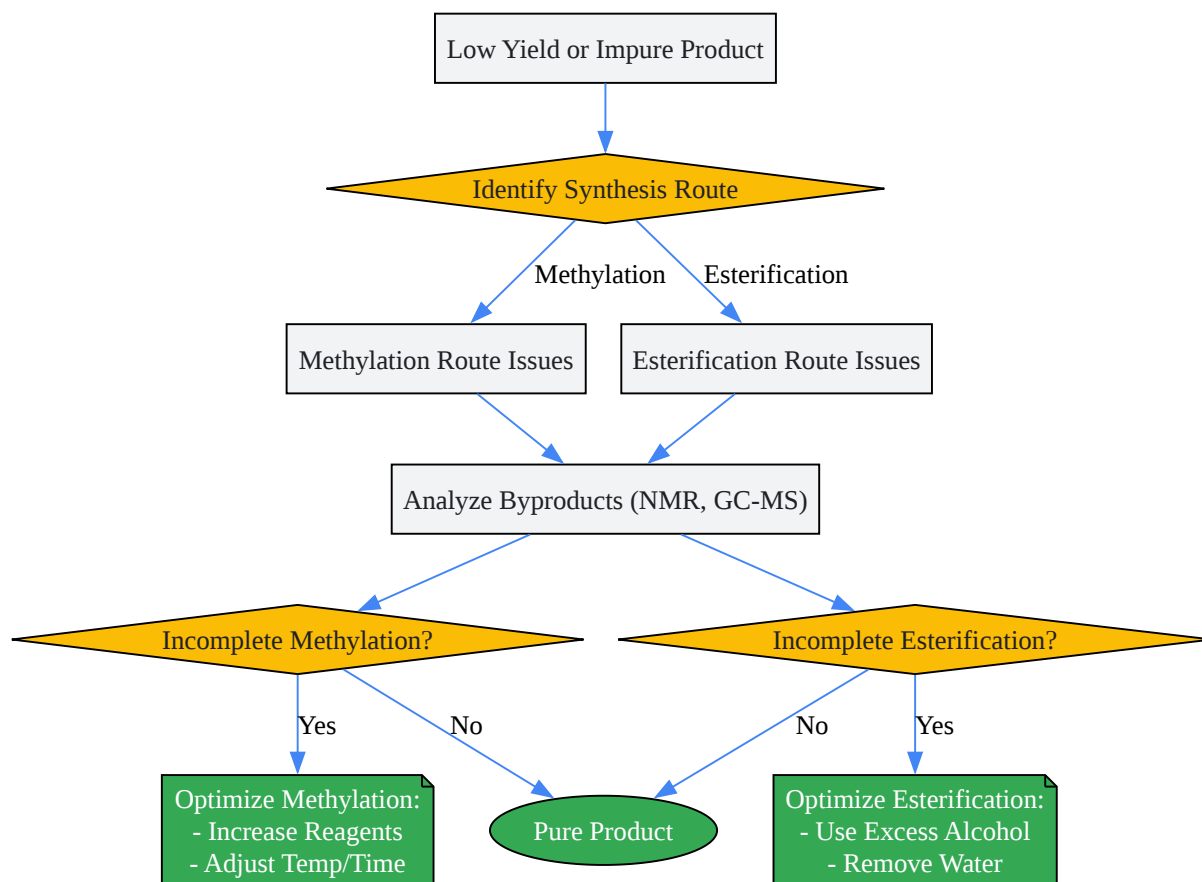 Low Yield or Impure Product
Identify Synthesis Route
Methylation
Esterification
Methylation Route Issues
Esterification Route Issues
Analyze Byproducts (NMR, GC-MS)
Incomplete Methylation?
Incomplete Esterification?
Yes
No
No
Yes
Optimize Methylation:
- Increase Reagents
- Adjust Temp/Time
Pure Product
Optimize Esterification:
- Use Excess Alcohol
- Remove Water